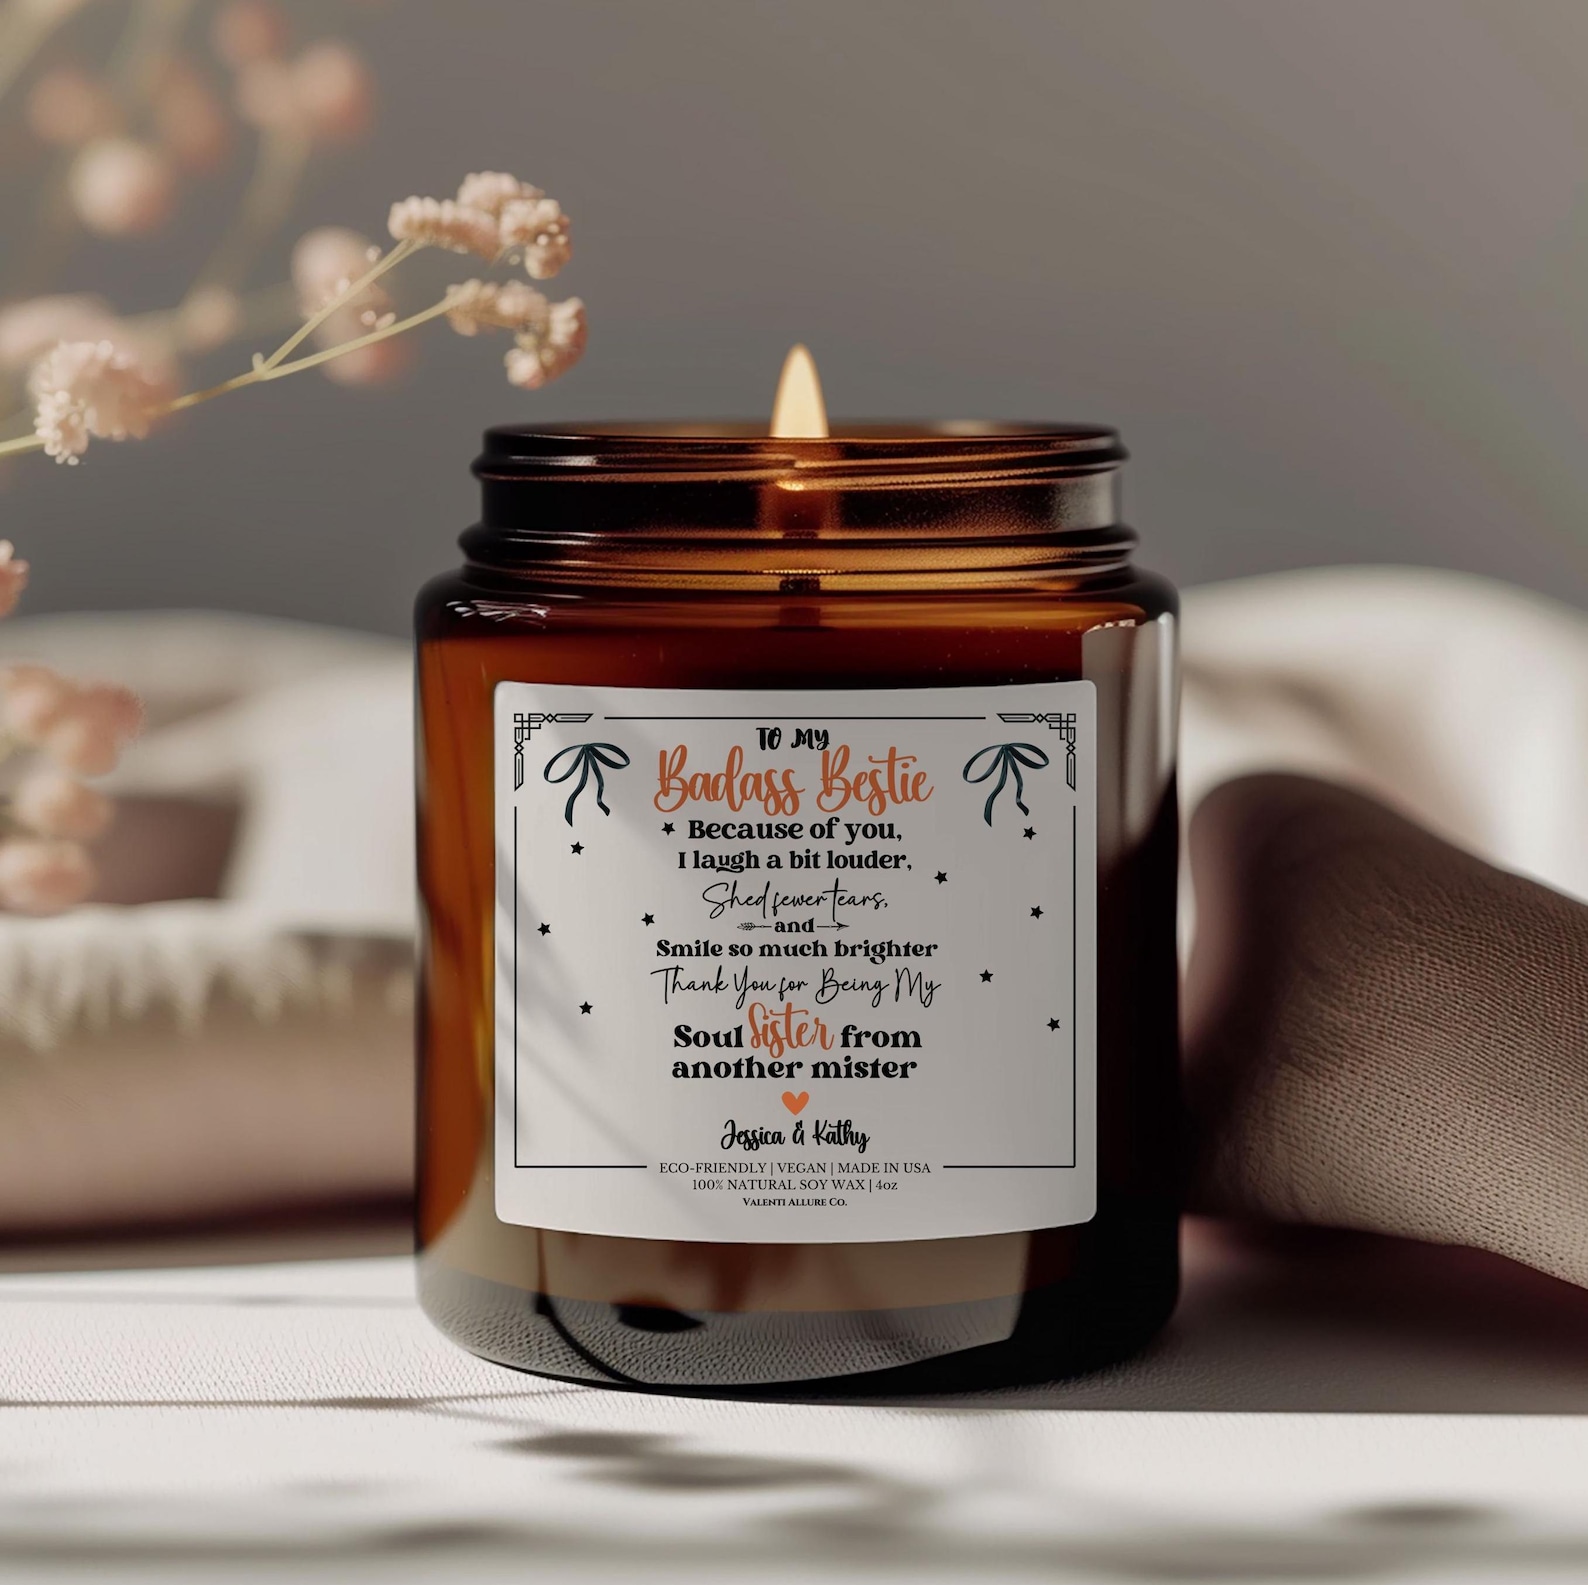 TO MY
Badass Bestie
Because of you,
I laugh a bit louder,
Shed fewer tears,
and
Smile so much brighter
Thank You for Being My
Soul Sister from
another mister
Jessica & Kathy
ECO-FRIENDLY | VEGAN | MADE IN USA
100% NATURAL SOY WAX | 4oz
VALENTI ALLURE CO.